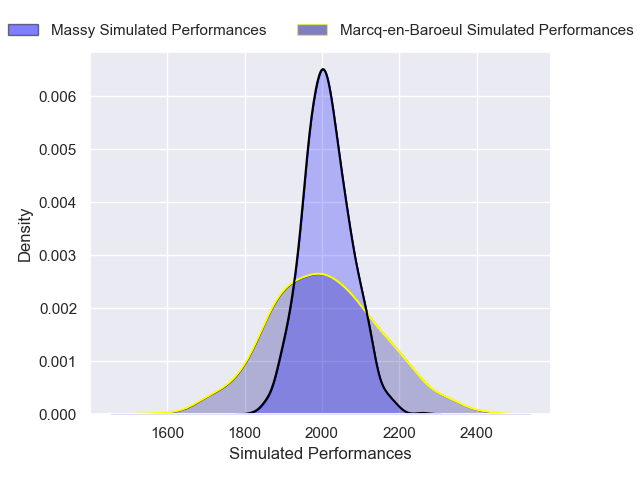 Massy Simulated Performances Marcq-en-Baroeul Simulated Performances
0.006
0.005
0.004
0.003
0.002
0.001
0.000
Density
1600 1800 2000 2200 2400
Simulated Performances